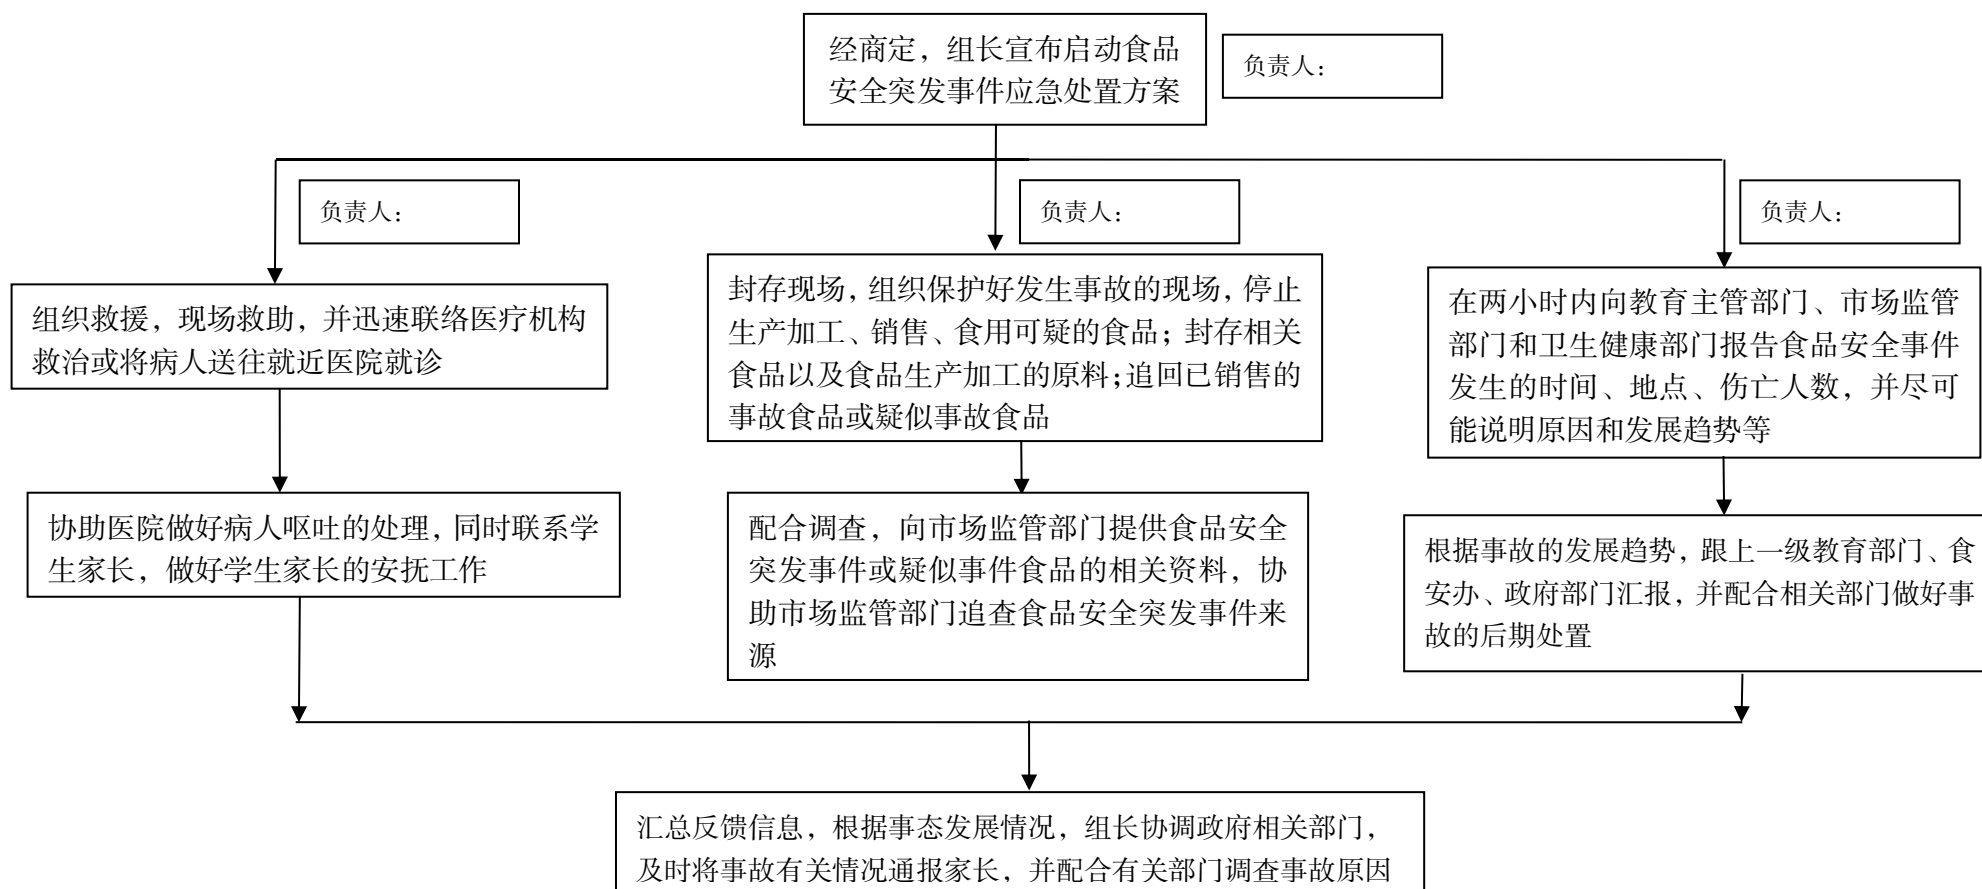 经商定，组长宣布启动食品
安全突发事件应急处置方案
负责人：
负责人：
负责人：
负责人：
组织救援，现场救助，并迅速联络医疗机构
救治或将病人送往就近医院就诊
封存现场，组织保护好发生事故的现场，停止
生产加工、销售、食用可疑的食品；封存相关
食品以及食品生产加工的原料；追回已销售的
事故食品或疑似事故食品
在两小时内向教育主管部门、市场监管
部门和卫生健康部门报告食品安全事件
发生的时间、地点、伤亡人数，并尽可
能说明原因和发展趋势等
协助医院做好病人呕吐的处理，同时联系学
生家长，做好学生家长的安抚工作
配合调查，向市场监管部门提供食品安全
突发事件或疑似事件食品的相关资料，协
助市场监管部门追查食品安全突发事件来
源
根据事故的发展趋势，跟上一级教育部门、食
安办、政府部门汇报，并配合相关部门做好事
故的后期处置
汇总反馈信息，根据事态发展情况，组长协调政府相关部门，
及时将事故有关情况通报家长，并配合有关部门调查事故原因